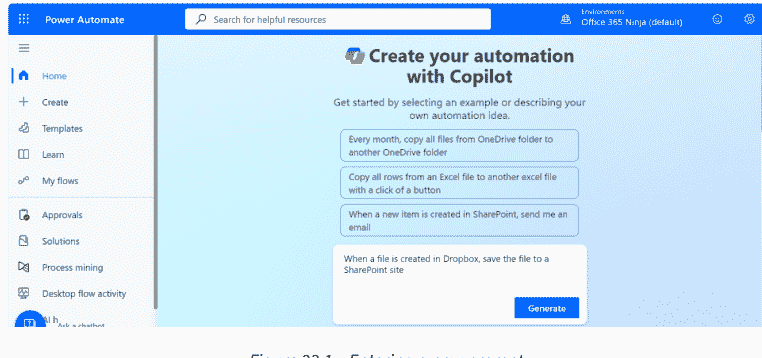 Power Automate
Search for helpful resources
Environments
Office 365 Ninja (default)
Home
Create
Templates
Learn
My flows
Approvals
Solutions
Process mining
Desktop flow activity
Ask a chatbot
Create your automation
with Copilot
Get started by selecting an example or describing your
own automation idea.
Every month, copy all files from OneDrive folder to
another OneDrive folder
Copy all rows from an Excel file to another excel file
with a click of a button
When a new item is created in SharePoint, send me an
email
When a file is created in Dropbox, save the file to a
SharePoint site
Generate